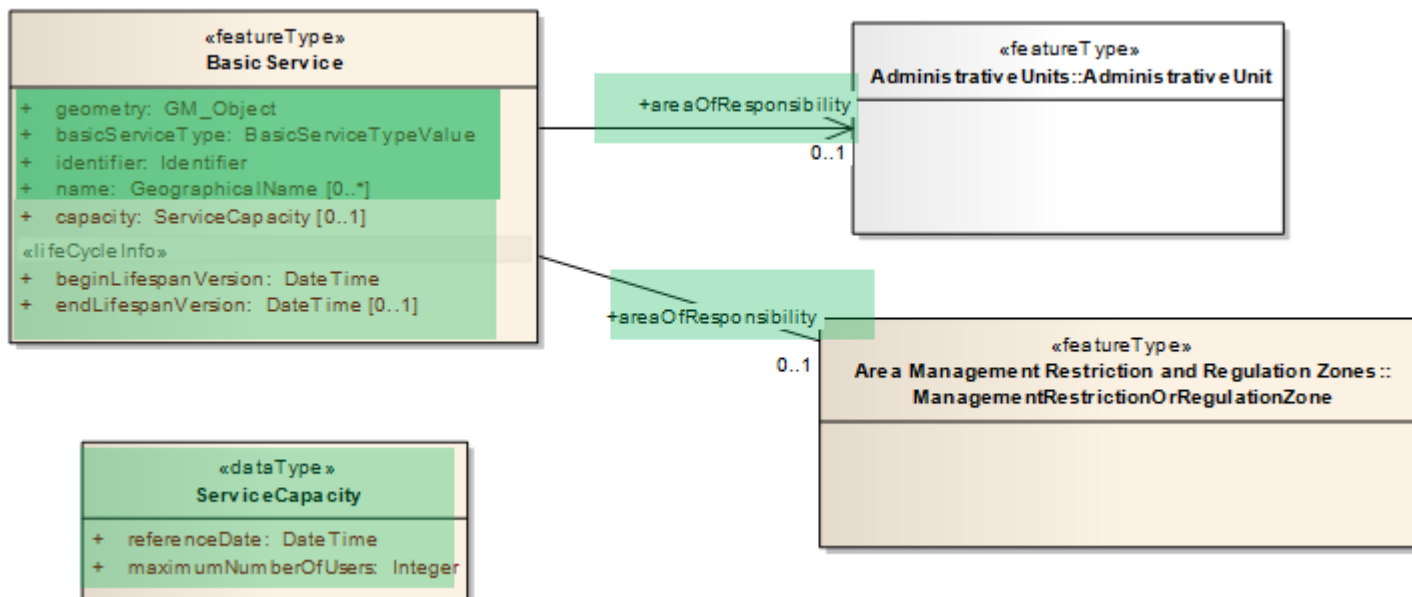 «featureType»
Basic Service
+ geometry: GM_Object
+ basicServiceType: BasicServiceTypeValue
+ identifier: Identifier
+ name: GeographicalName [0..*]
+ capacity: ServiceCapacity [0..1]
«lifeCycleInfo»
+ beginLifespanVersion: DateTime
+ endLifespanVersion: DateTime [0..1]
+areaOfResponsibility
0..1
«featureType»
AdministrativeUnits::AdministrativeUnit
+areaOfResponsibility
0..1
«featureType»
Area Management Restriction and Regulation Zones::
ManagementRestrictionOrRegulationZone
«dataType»
ServiceCapacity
+ referenceDate: DateTime
+ maximumNumberOfUsers: Integer